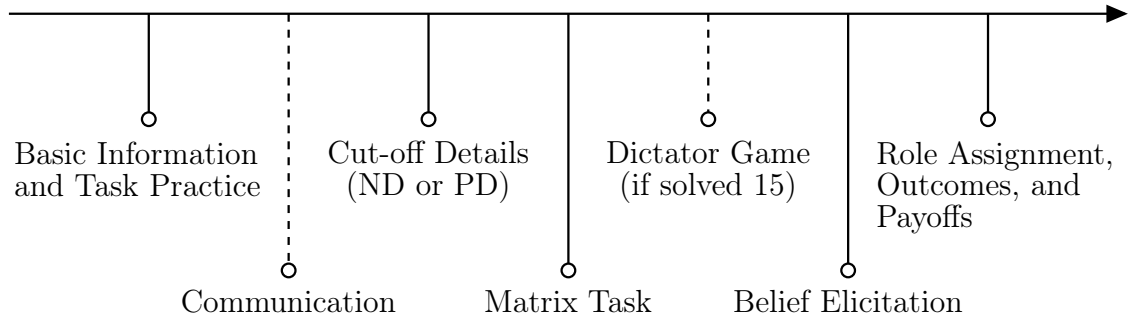 Basic Information
and Task Practice
Communication
Cut-off Details
(ND or PD)
Matrix Task
Dictator Game
(if solved 15)
Belief Elicitation
Role Assignment,
Outcomes, and
Payoffs